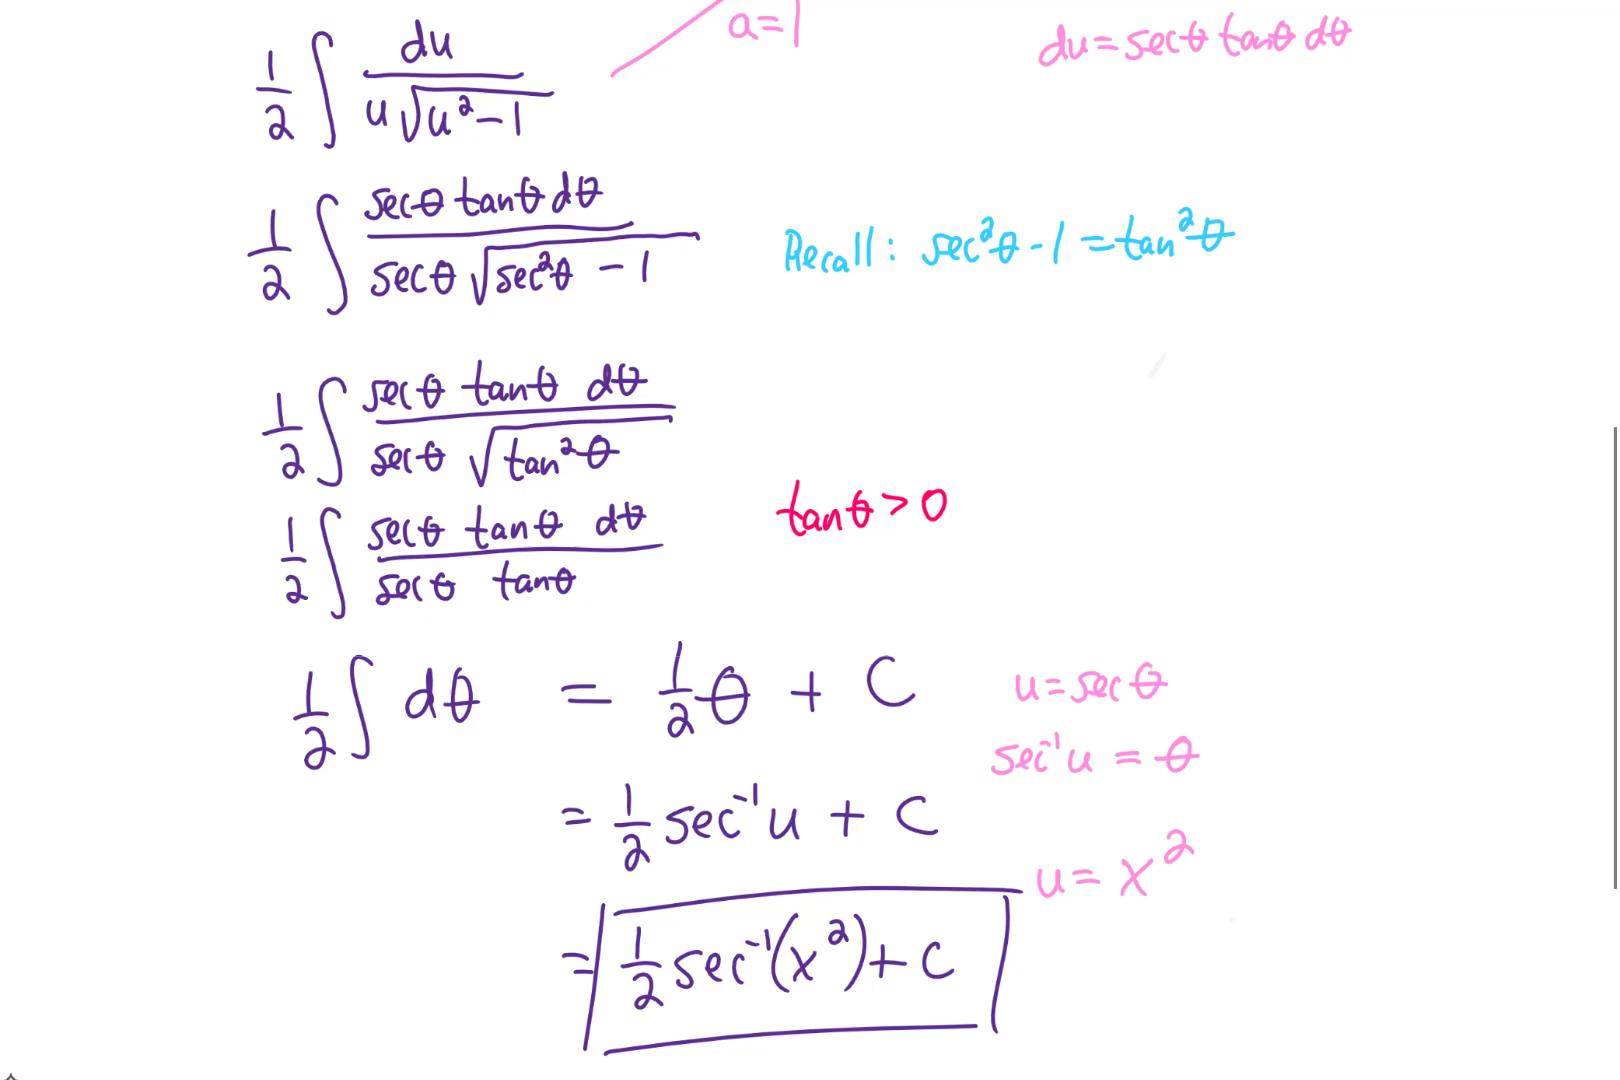 a=1
du=secθ tanθ dθ
1/2 ∫ du / u√(u²−1)
1/2 ∫ secθ tanθ dθ / secθ √(sec²θ − 1)
Recall: sec²θ - 1 = tan²θ
1/2 ∫ secθ tanθ dθ / secθ √(tan²θ)
1/2 ∫ secθ tanθ dθ / secθ tanθ
tanθ > 0
1/2 ∫ dθ = 1/2 θ + C
u = secθ
sec⁻¹u = θ
= 1/2 sec⁻¹u + C
u = x²
= 1/2 sec⁻¹(x²) + C